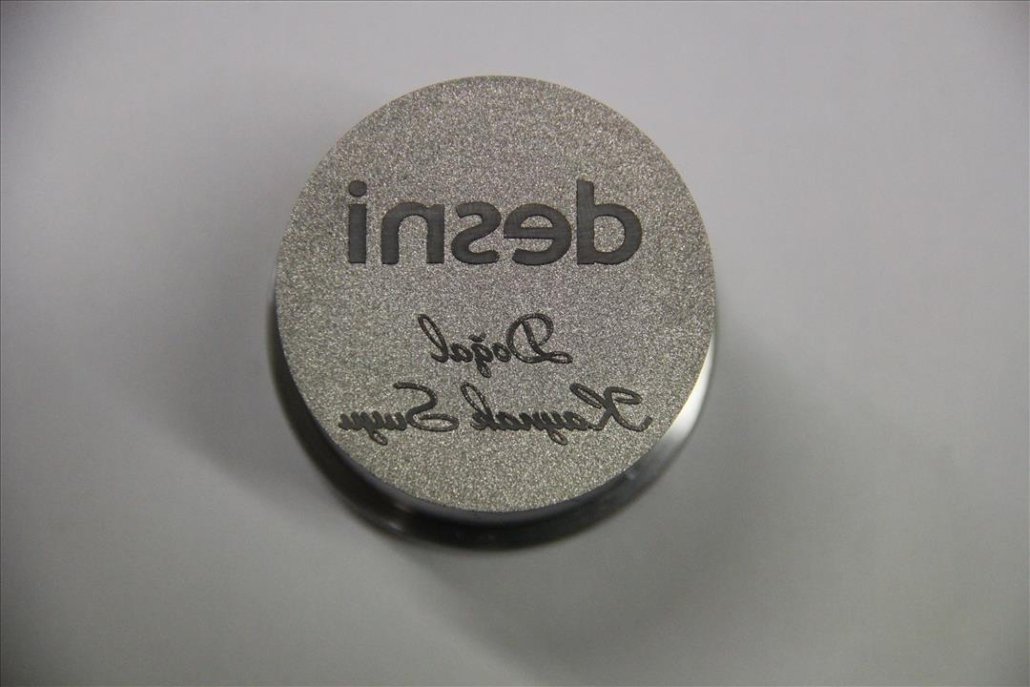 desni
Doğal
Kaynak Suyu